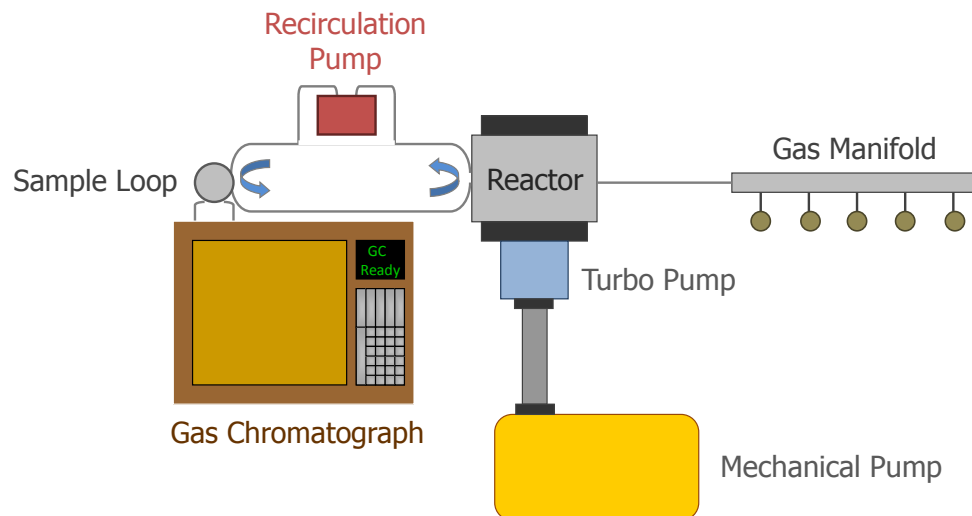 Recirculation
Pump
Gas Manifold
Sample Loop
Reactor
GC
Ready
Turbo Pump
Gas Chromatograph
Mechanical Pump